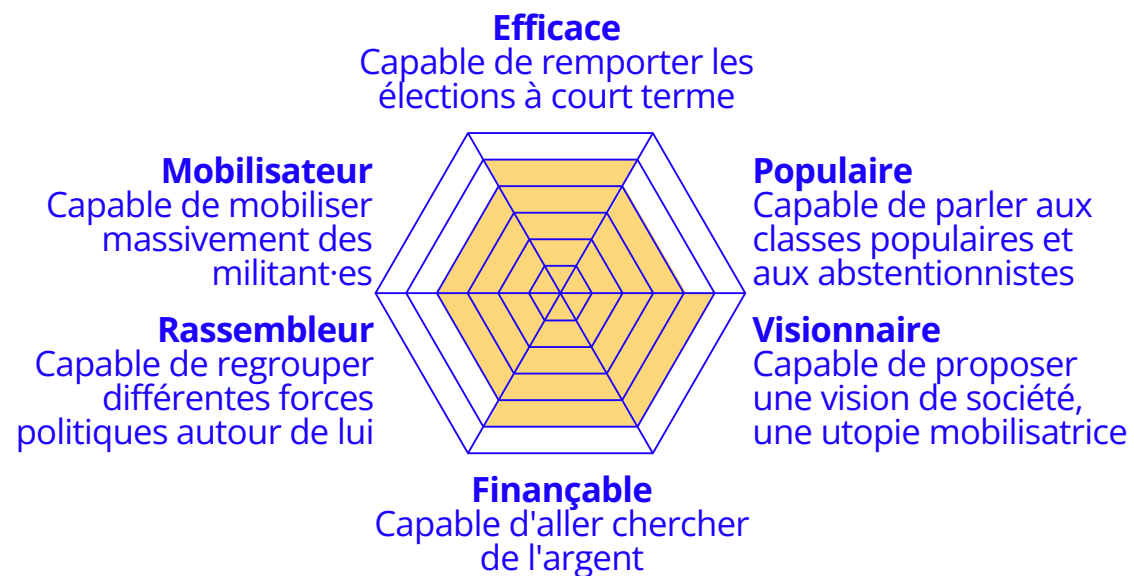 Efficace
Capable de remporter les
élections à court terme
Mobilisateur
Capable de mobiliser
massivement des
militant·es
Populaire
Capable de parler aux
classes populaires et
aux abstentionnistes
Rassembleur
Capable de regrouper
différentes forces
politiques autour de lui
Visionnaire
Capable de proposer
une vision de société,
une utopie mobilisatrice
Finançable
Capable d'aller chercher
de l'argent